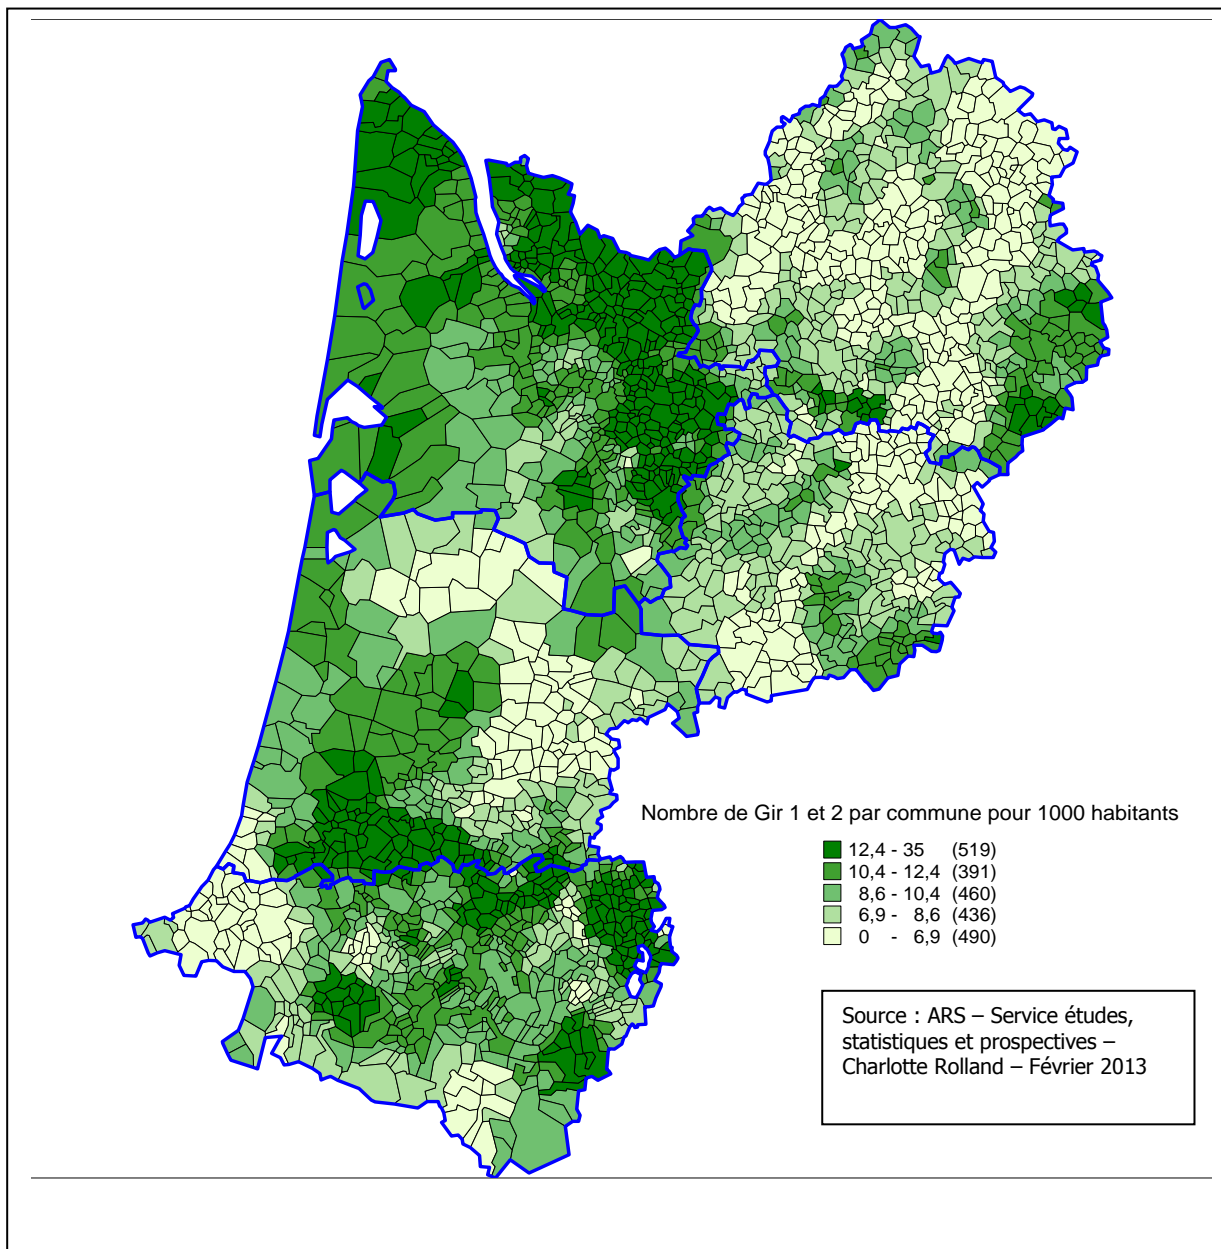 Nombre de Gir 1 et 2 par commune pour 1000 habitants
12,4 - 35 (519)
10,4 - 12,4 (391)
8,6 - 10,4 (460)
6,9 - 8,6 (436)
0 - 6,9 (490)
Source : ARS – Service études,
statistiques et prospectives –
Charlotte Rolland – Février 2013